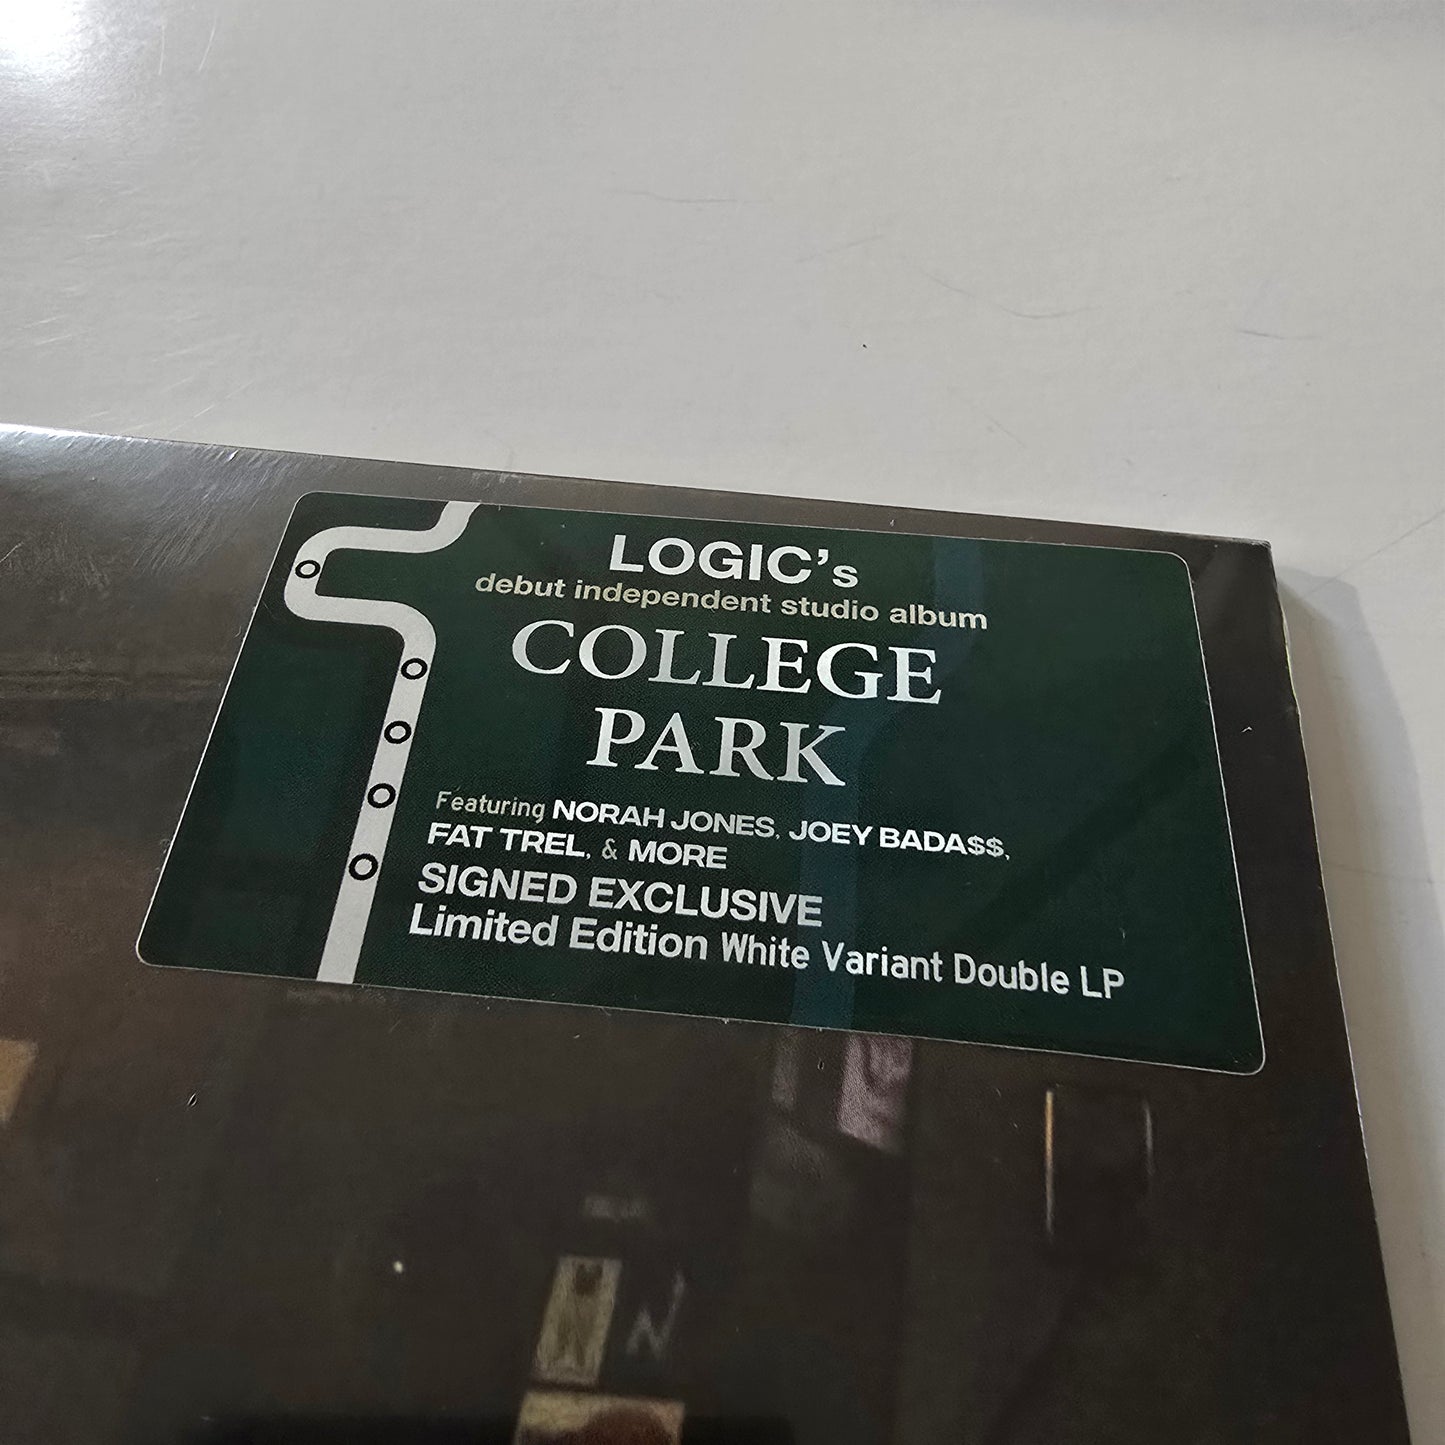 LOGIC's
debut independent studio album
COLLEGE
PARK
Featuring NORAH JONES, JOEY BADA$$,
FAT TREL, & MORE
SIGNED EXCLUSIVE
Limited Edition White Variant Double LP